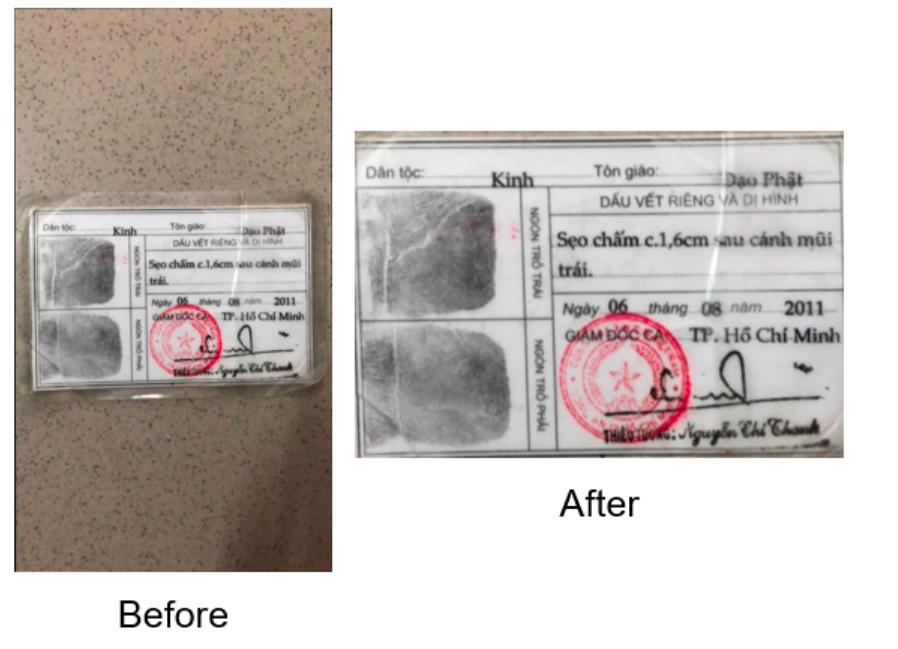 Dân tộc: Kinh Tôn giáo: Đạo Phật
DẤU VẾT RIÊNG VÀ DỊ HÌNH
Sẹo chấm c.1,6cm sau cánh mũi
trái.
NGÓN TRỎ TRÁI
Ngày 06 tháng 08 năm 2011
GIÁM ĐỐC CA TP. Hồ Chí Minh
NGÓN TRỎ PHẢI
THIẾU TƯỚNG: Nguyễn Chí Thanh
Before
Dân tộc: Kinh Tôn giáo: Đạo Phật
DẤU VẾT RIÊNG VÀ DỊ HÌNH
Sẹo chấm c.1,6cm sau cánh mũi
trái.
NGÓN TRỎ TRÁI
Ngày 06 tháng 08 năm 2011
GIÁM ĐỐC CA TP. Hồ Chí Minh
NGÓN TRỎ PHẢI
THIẾU TƯỚNG: Nguyễn Chí Thanh
After